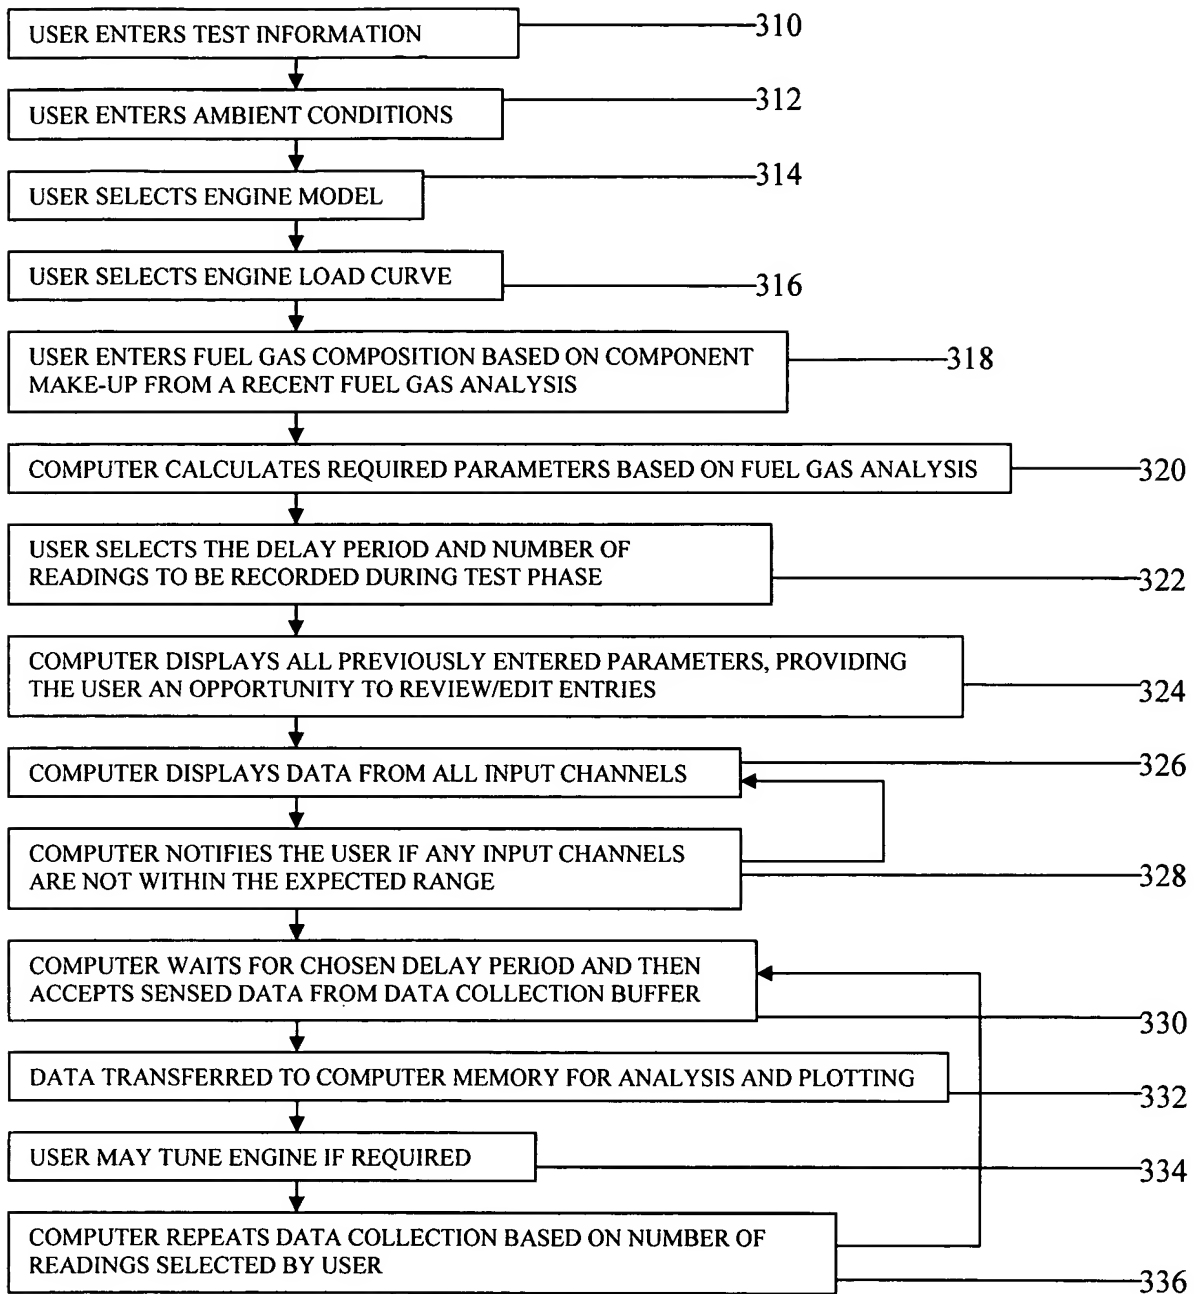 USER ENTERS TEST INFORMATION
310
USER ENTERS AMBIENT CONDITIONS
312
USER SELECTS ENGINE MODEL
314
USER SELECTS ENGINE LOAD CURVE
316
USER ENTERS FUEL GAS COMPOSITION BASED ON COMPONENT
MAKE-UP FROM A RECENT FUEL GAS ANALYSIS
318
COMPUTER CALCULATES REQUIRED PARAMETERS BASED ON FUEL GAS ANALYSIS
320
USER SELECTS THE DELAY PERIOD AND NUMBER OF
READINGS TO BE RECORDED DURING TEST PHASE
322
COMPUTER DISPLAYS ALL PREVIOUSLY ENTERED PARAMETERS, PROVIDING
THE USER AN OPPORTUNITY TO REVIEW/EDIT ENTRIES
324
COMPUTER DISPLAYS DATA FROM ALL INPUT CHANNELS
326
COMPUTER NOTIFIES THE USER IF ANY INPUT CHANNELS
ARE NOT WITHIN THE EXPECTED RANGE
328
COMPUTER WAITS FOR CHOSEN DELAY PERIOD AND THEN
ACCEPTS SENSED DATA FROM DATA COLLECTION BUFFER
330
DATA TRANSFERRED TO COMPUTER MEMORY FOR ANALYSIS AND PLOTTING
332
USER MAY TUNE ENGINE IF REQUIRED
334
COMPUTER REPEATS DATA COLLECTION BASED ON NUMBER OF
READINGS SELECTED BY USER
336